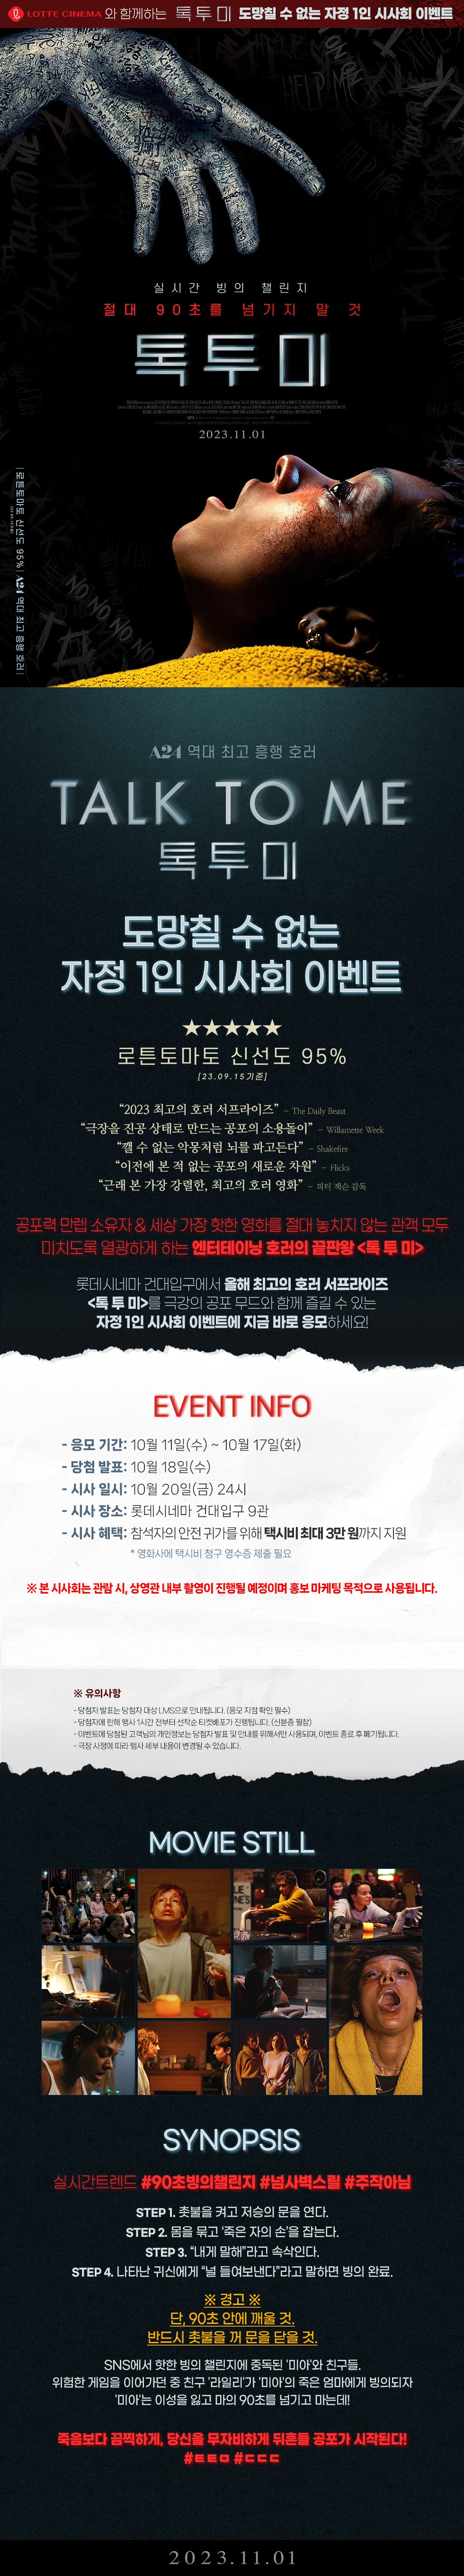 LOTTE CINEMA 와 함께하는 톡투미 도망칠 수 없는 자정 1인 시사회 이벤트
HELP ME
실시간 빙의 챌린지
절대 90초를 넘기지 말 것
톡투미
A24
2023.11.01
로튼토마토 신선도 95% | A24 역대 최고 흥행 호러
NO NO NO NO
A24 역대 최고 흥행 호러
TALK TO ME
톡투미
도망칠 수 없는
자정 1인 시사회 이벤트
★★★★★
로튼토마토 신선도 95%
[23.09.15기준]
“2023 최고의 호러 서프라이즈” – The Daily Beast
“극장을 진공 상태로 만드는 공포의 소용돌이” – Willamette Week
“깰 수 없는 악몽처럼 뇌를 파고든다” – Shakefire
“이전에 본 적 없는 공포의 새로운 차원” – Flicks
“근래 본 가장 강렬한, 최고의 호러 영화” – 피터 잭슨 감독
공포력 만렙 소유자 & 세상 가장 핫한 영화를 절대 놓치지 않는 관객 모두
미치도록 열광하게 하는 엔터테이닝 호러의 끝판왕 <톡 투 미>
롯데시네마 건대입구에서 올해 최고의 호러 서프라이즈
<톡 투 미>를 극강의 공포 무드와 함께 즐길 수 있는
자정 1인 시사회 이벤트에 지금 바로 응모하세요!
EVENT INFO
- 응모 기간: 10월 11일(수) ~ 10월 17일(화)
- 당첨 발표: 10월 18일(수)
- 시사 일시: 10월 20일(금) 24시
- 시사 장소: 롯데시네마 건대입구 9관
- 시사 혜택: 참석자의 안전 귀가를 위해 택시비 최대 3만 원까지 지원
* 영화사에 택시비 청구 영수증 제출 필요
※ 본 시사회는 관람 시, 상영관 내부 촬영이 진행될 예정이며 홍보 마케팅 목적으로 사용됩니다.
※ 유의사항
- 당첨자 발표는 당첨자 대상 LMS으로 안내됩니다. (응모 지점 확인 필수)
- 당첨자에 한해 행사 1시간 전부터 선착순 티켓배포가 진행됩니다. (신분증 필참)
- 이벤트에 당첨된 고객님의 개인정보는 당첨자 발표 및 안내를 위해서만 사용되며, 이벤트 종료 후 폐기됩니다.
- 극장 사정에 따라 행사 세부 내용이 변경될 수 있습니다.
MOVIE STILL
SYNOPSIS
실시간트렌드 #90초빙의챌린지 #넘사벽스릴 #주작아님
STEP 1. 촛불을 켜고 저승의 문을 연다.
STEP 2. 몸을 묶고 ‘죽은 자의 손’을 잡는다.
STEP 3. “내게 말해”라고 속삭인다.
STEP 4. 나타난 귀신에게 “널 들여보낸다”라고 말하면 빙의 완료.
※ 경고 ※
단, 90초 안에 깨울 것.
반드시 촛불을 꺼 문을 닫을 것.
SNS에서 핫한 빙의 챌린지에 중독된 ‘미아’와 친구들.
위험한 게임을 이어가던 중 친구 ‘라일리’가 ‘미아’의 죽은 엄마에게 빙의되자
‘미아’는 이성을 잃고 마의 90초를 넘기고 마는데!
죽음보다 끔찍하게, 당신을 무자비하게 뒤흔들 공포가 시작된다!
#ㅌㅌㅁ #ㄷㄷㄷ
2023.11.01